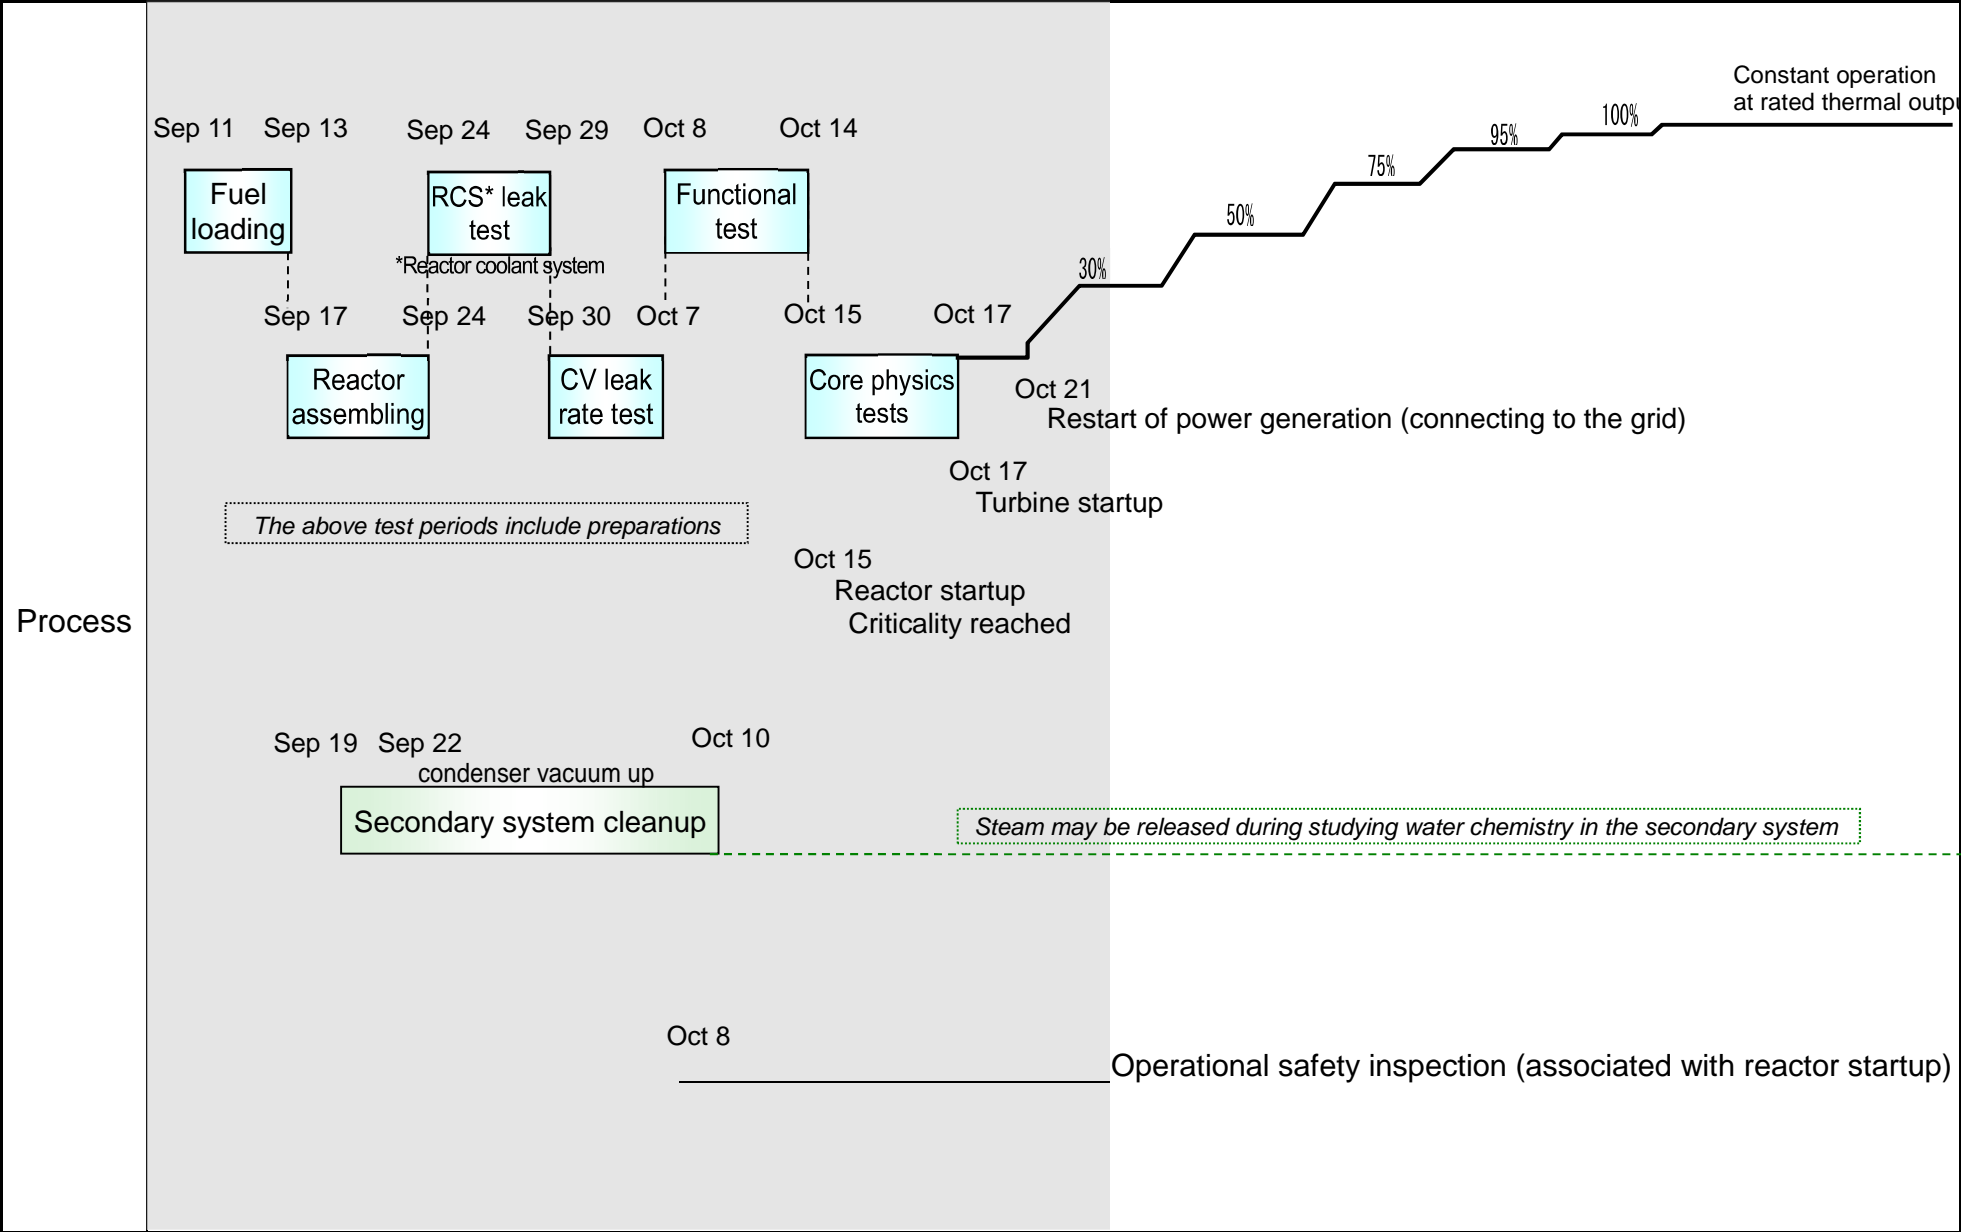 Constant operation
at rated thermal outpu
Sep 11 Sep 13 Sep 24 Sep 29 Oct 8 Oct 14
100%
95%
75%
50%
30%
Fuel
loading
RCS* leak
test
*Reactor coolant system
Functional
test
Sep 17 Sep 24 Sep 30 Oct 7 Oct 15 Oct 17
Reactor
assembling
CV leak
rate test
Core physics
tests
Oct 21
Restart of power generation (connecting to the grid)
Oct 17
Turbine startup
The above test periods include preparations
Oct 15
Reactor startup
Criticality reached
Process
Sep 19 Sep 22 Oct 10
condenser vacuum up
Secondary system cleanup
Steam may be released during studying water chemistry in the secondary system
Oct 8
Operational safety inspection (associated with reactor startup)